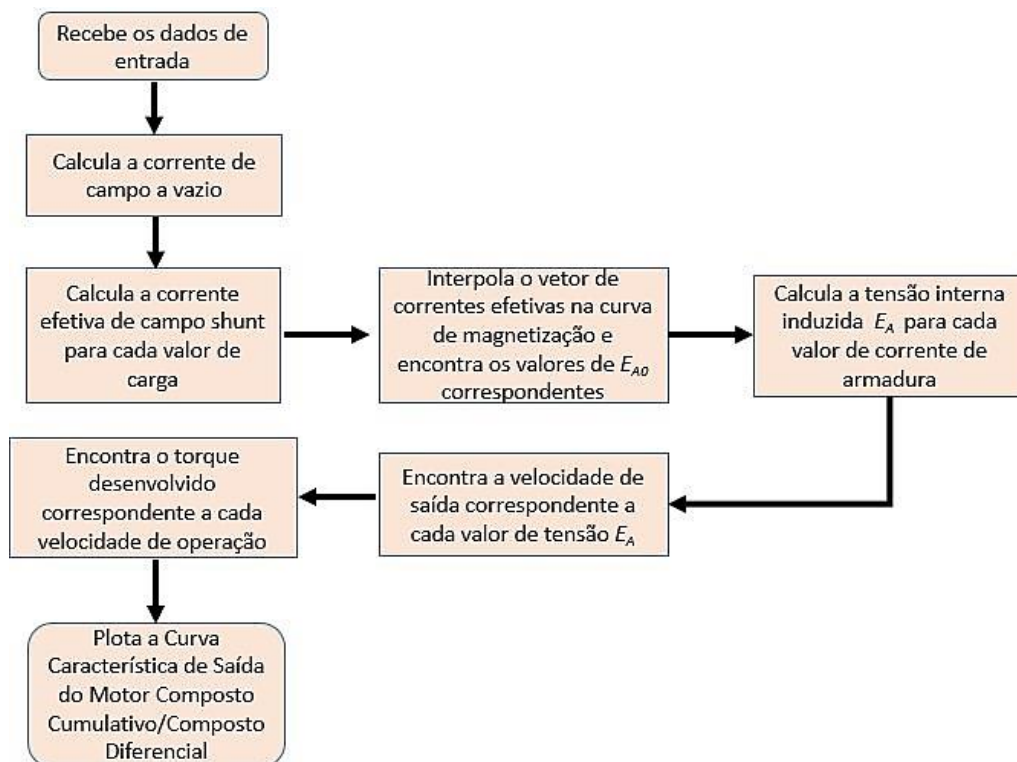 Recebe os dados de
entrada
Calcula a corrente de
campo a vazio
Calcula a corrente
efetiva de campo shunt
para cada valor de
carga
Interpola o vetor de
correntes efetivas na curva
de magnetização e
encontra os valores de EA0
correspondentes
Calcula a tensão interna
induzida EA para cada
valor de corrente de
armadura
Encontra a velocidade de
saída correspondente a
cada valor de tensão EA
Encontra o torque
desenvolvido
correspondente a cada
velocidade de operação
Plota a Curva
Característica de Saída
do Motor Composto
Cumulativo/Composto
Diferencial